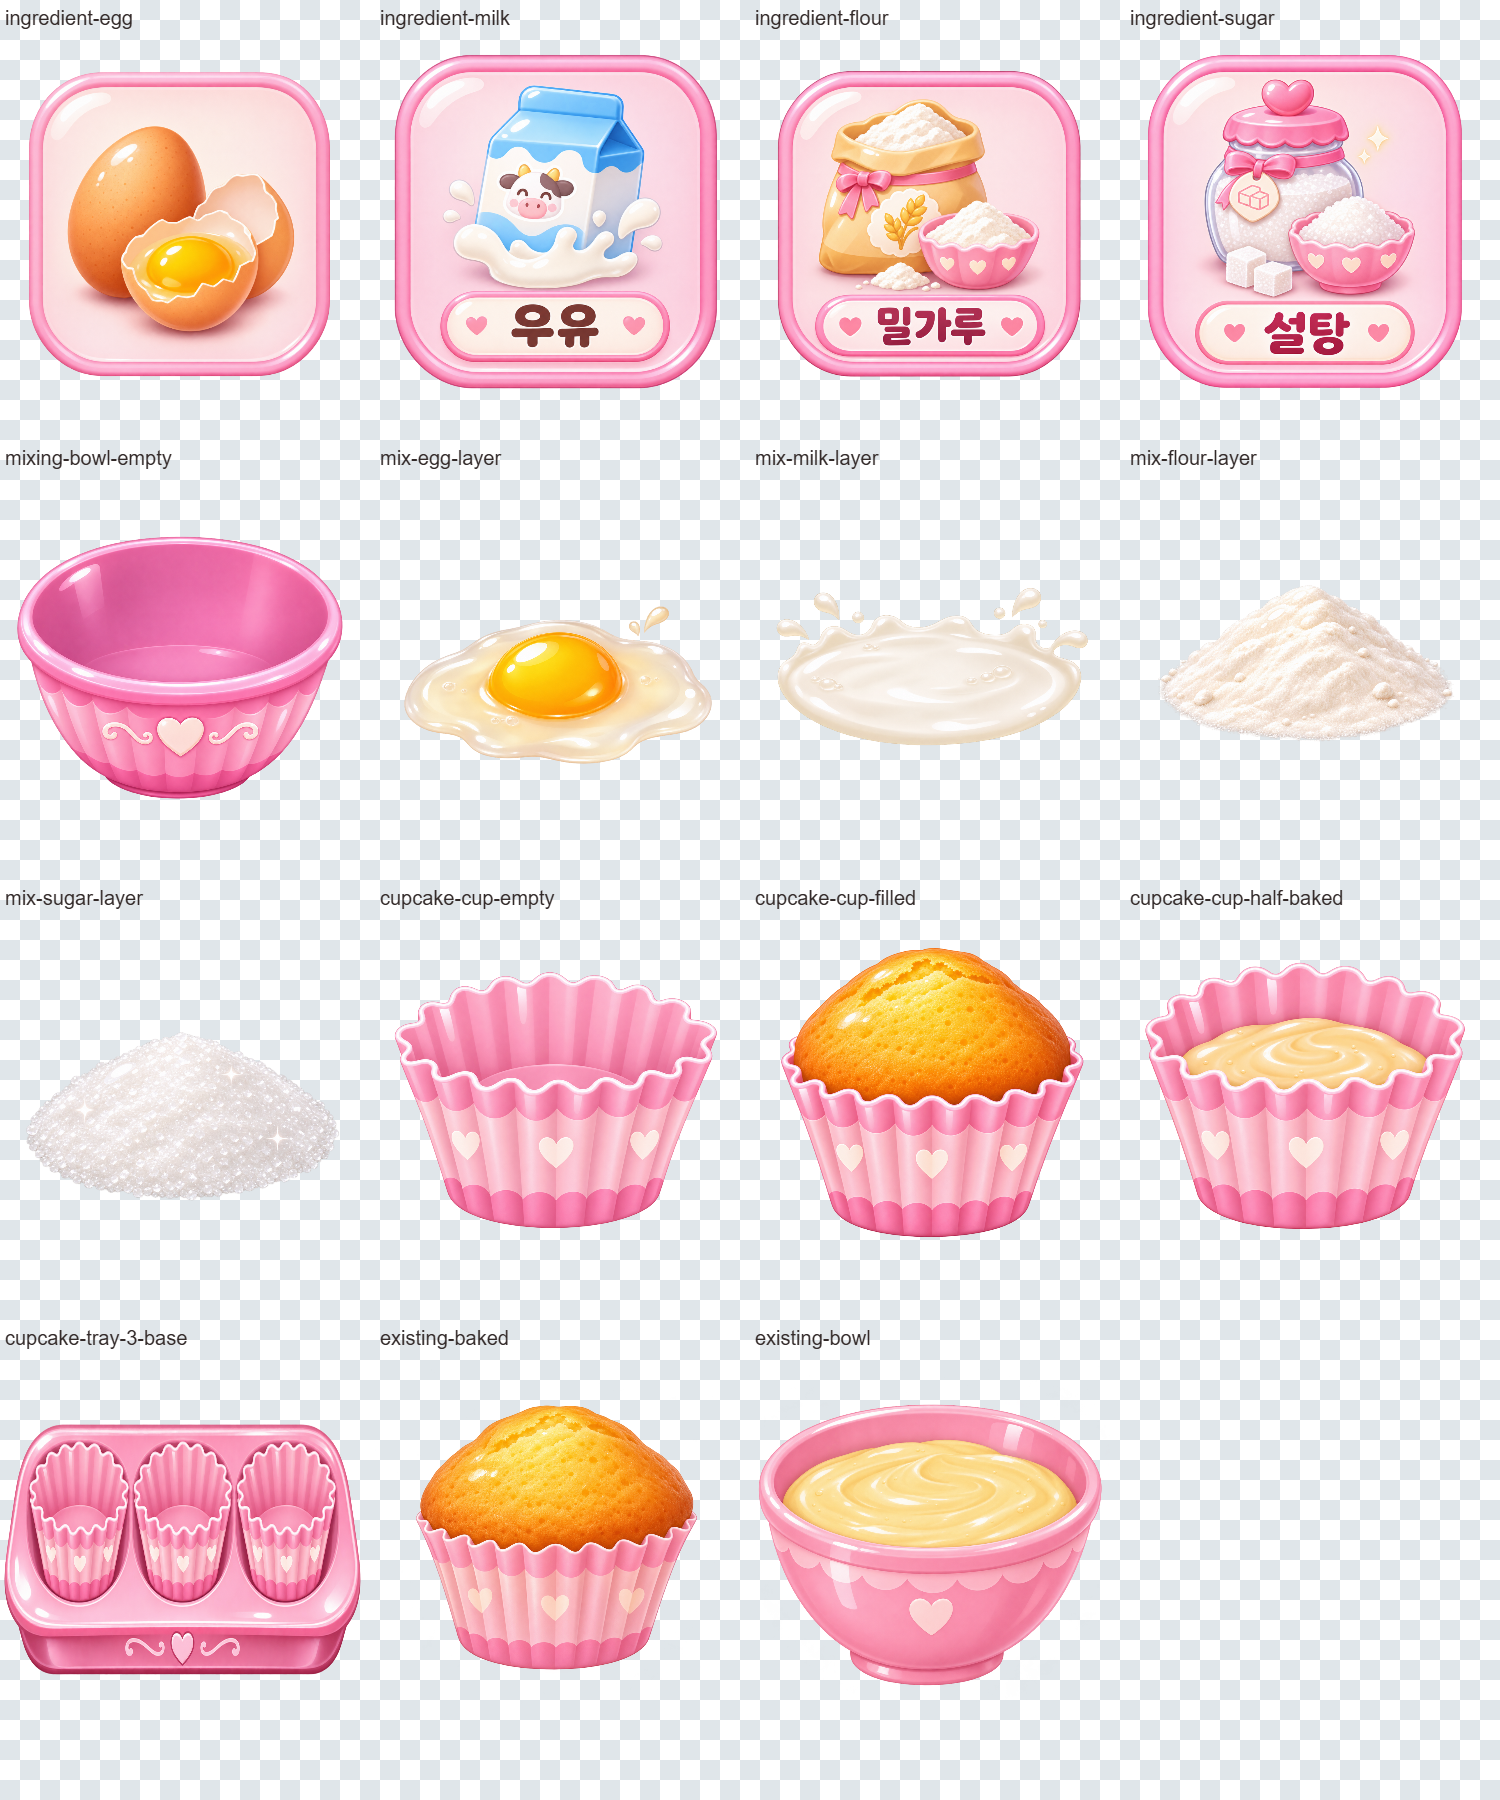 ingredient-egg
ingredient-milk
ingredient-flour
ingredient-sugar
우유
밀가루
설탕
mixing-bowl-empty
mix-egg-layer
mix-milk-layer
mix-flour-layer
mix-sugar-layer
cupcake-cup-empty
cupcake-cup-filled
cupcake-cup-half-baked
cupcake-tray-3-base
existing-baked
existing-bowl